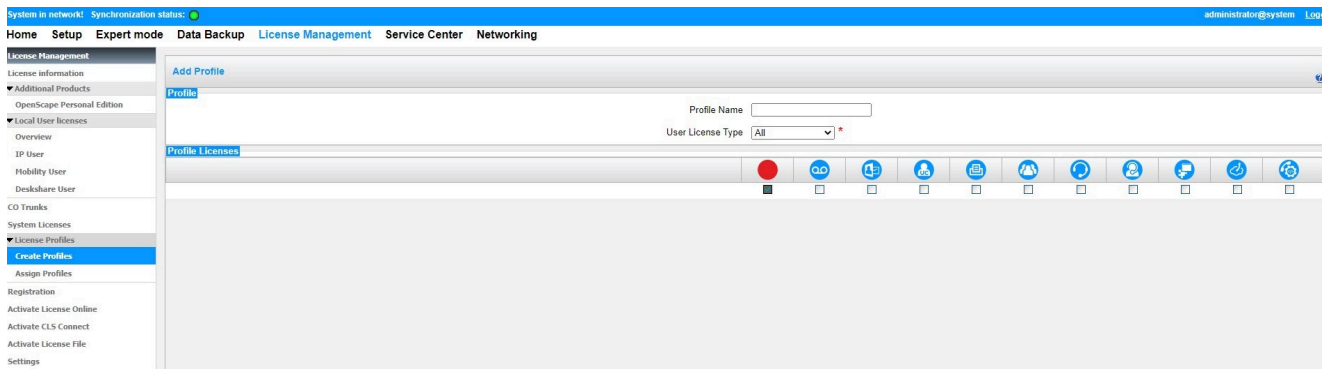 System in network! Synchronization status:
administrator@system
Home Setup Expert mode Data Backup License Management Service Center Networking
License Management
License information
Additional Products
OpenScape Personal Edition
Local User licenses
Overview
IP User
Mobility User
Deskshare User
CO Trunks
System Licenses
License Profiles
Create Profiles
Assign Profiles
Registration
Activate License Online
Activate CLS Connect
Activate License File
Settings
Add Profile
Profile
Profile Name
User License Type All *
Profile Licenses